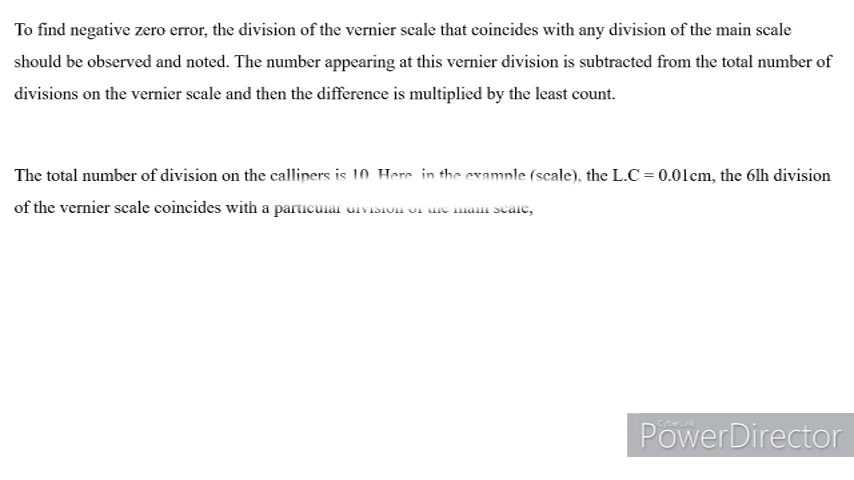 To find negative zero error, the division of the vernier scale that coincides with any division of the main scale
should be observed and noted. The number appearing at this vernier division is subtracted from the total number of
divisions on the vernier scale and then the difference is multiplied by the least count.
The total number of division on the callipers is 10. Here, in the example (scale), the L.C = 0.01cm, the 6lh division
of the vernier scale coincides with a particular division of the main scale,
CyberLink
PowerDirector